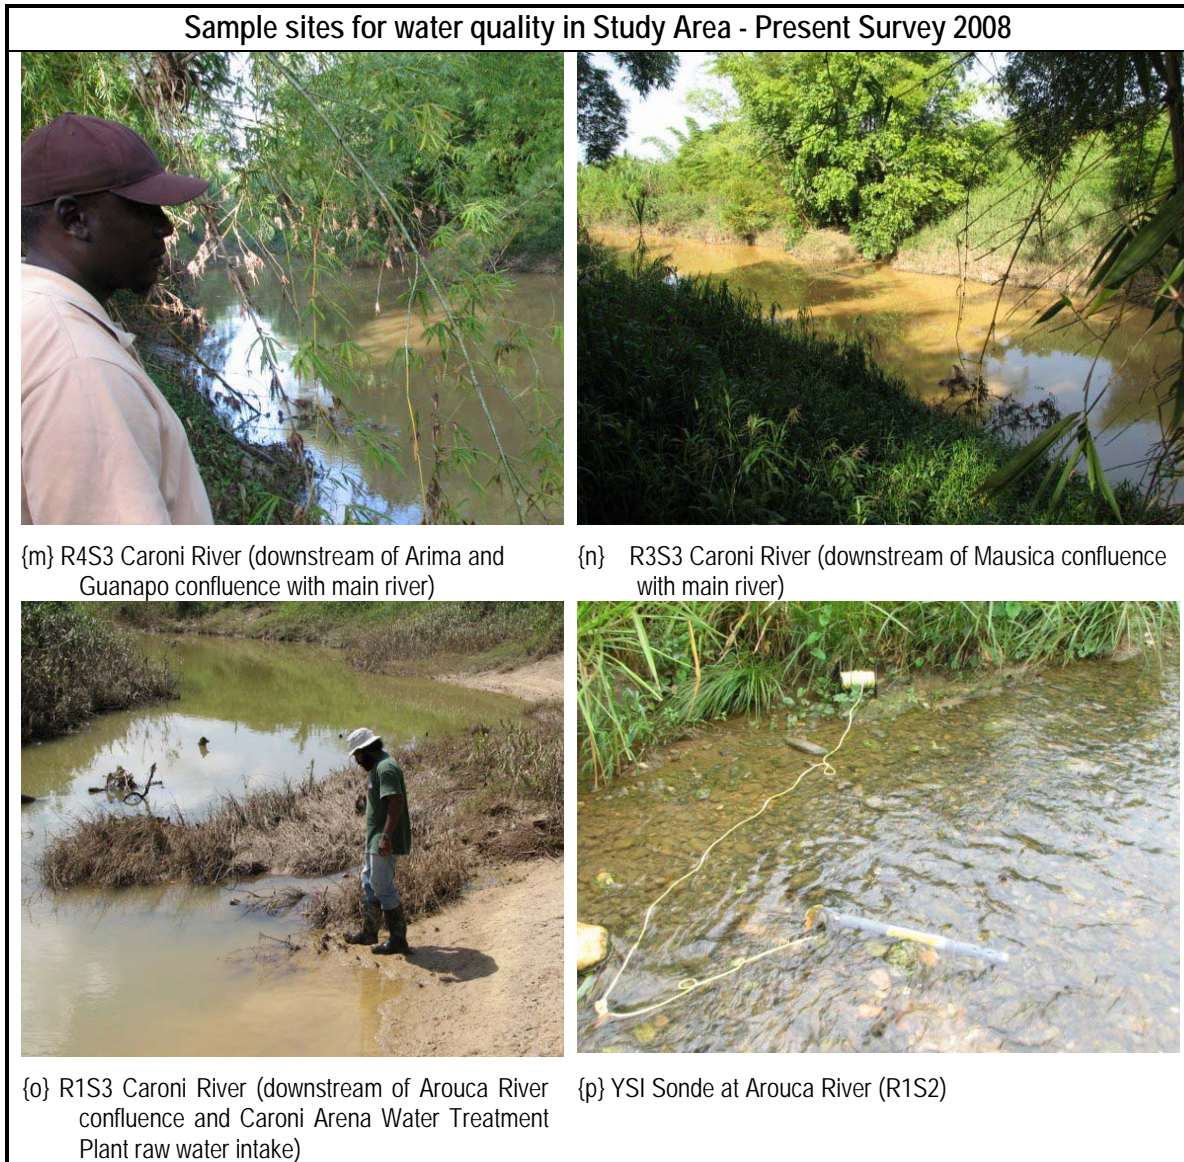 Sample sites for water quality in Study Area - Present Survey 2008
{m} R4S3 Caroni River (downstream of Arima and
Guanapo confluence with main river)
{n} R3S3 Caroni River (downstream of Mausica confluence
with main river)
{o} R1S3 Caroni River (downstream of Arouca River
confluence and Caroni Arena Water Treatment
Plant raw water intake)
{p} YSI Sonde at Arouca River (R1S2)